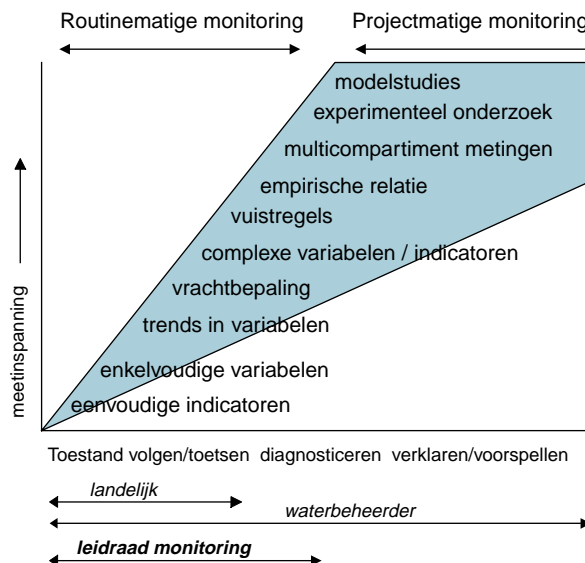 Routinematige monitoring Projectmatige monitoring
modelstudies
experimenteel onderzoek
multicompartiment metingen
empirische relatie
vuistregels
complexe variabelen / indicatoren
vrachtbepaling
trends in variabelen
enkelvoudige variabelen
eenvoudige indicatoren
meetinspanning
Toestand volgen/toetsen diagnosticeren verklaren/voorspellen
landelijk
waterbeheerder
leidraad monitoring